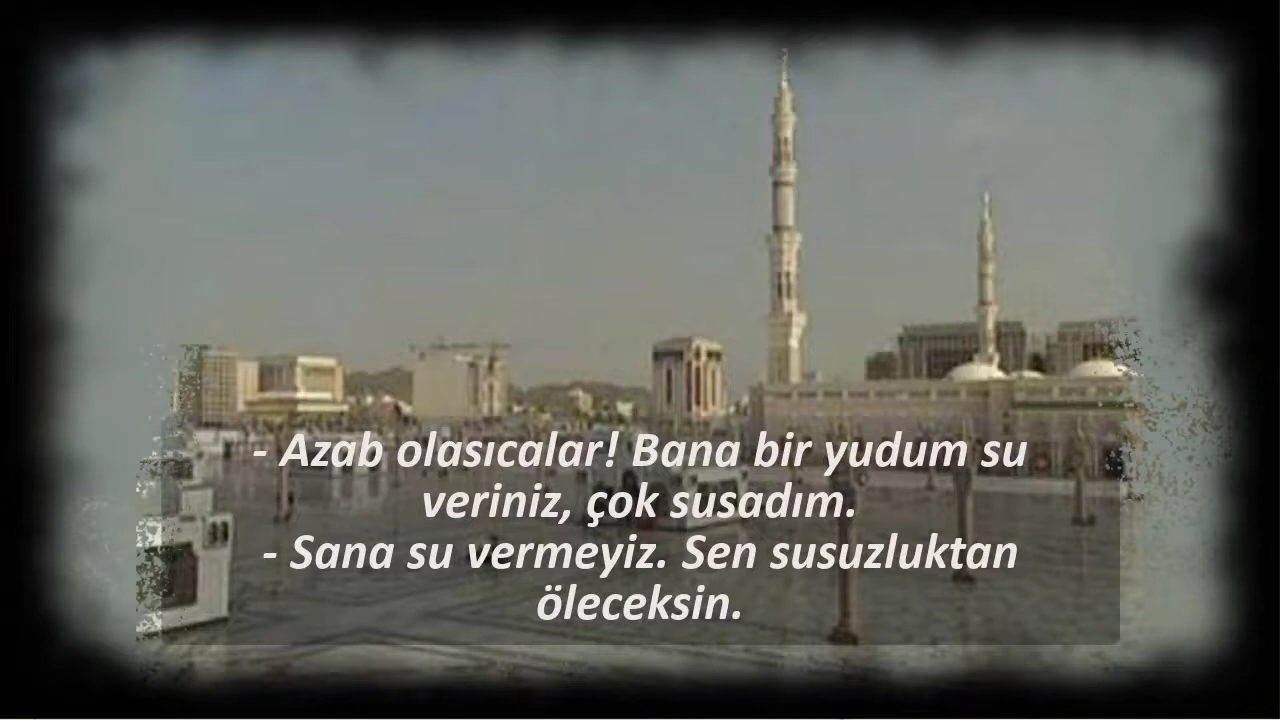 - Azab olasıcalar! Bana bir yudum su
veriniz, çok susadım.
- Sana su vermeyiz. Sen susuzluktan
öleceksin.